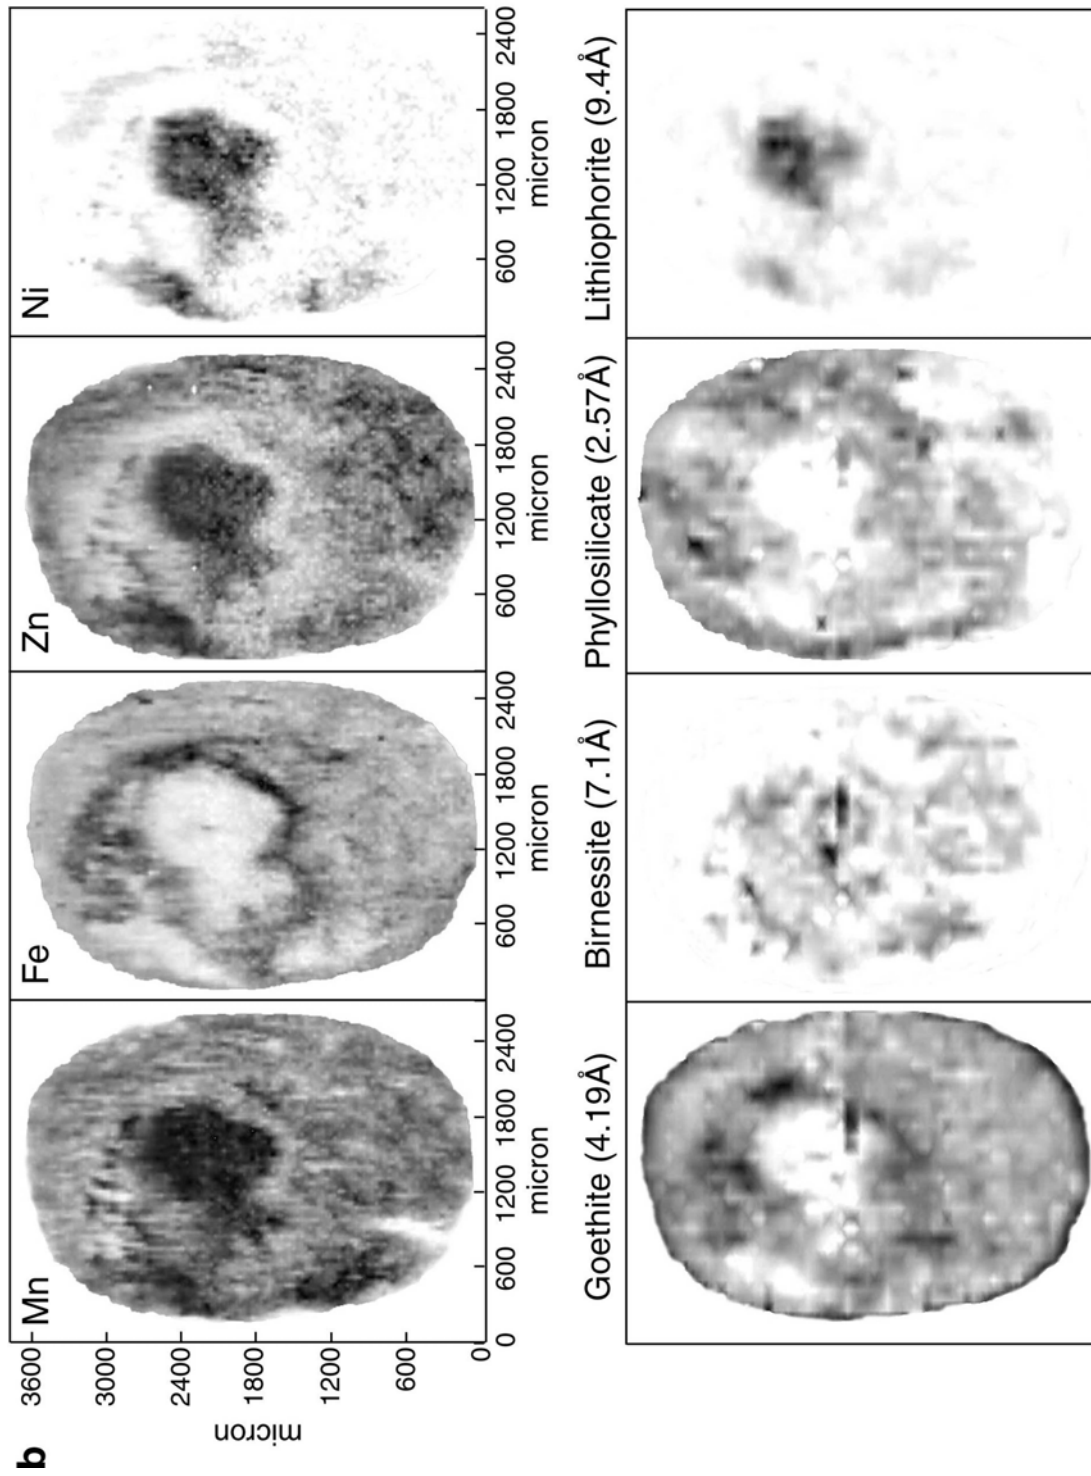 b
Mn
Fe
Zn
Ni
3600
3000
2400
1800
1200
600
0
micron
0 600 1200 1800 2400
micron
600 1200 1800 2400
micron
600 1200 1800 2400
micron
600 1200 1800 2400
micron
Goethite (4.19Å)
Birnessite (7.1Å)
Phyllosilicate (2.57Å)
Lithiophorite (9.4Å)